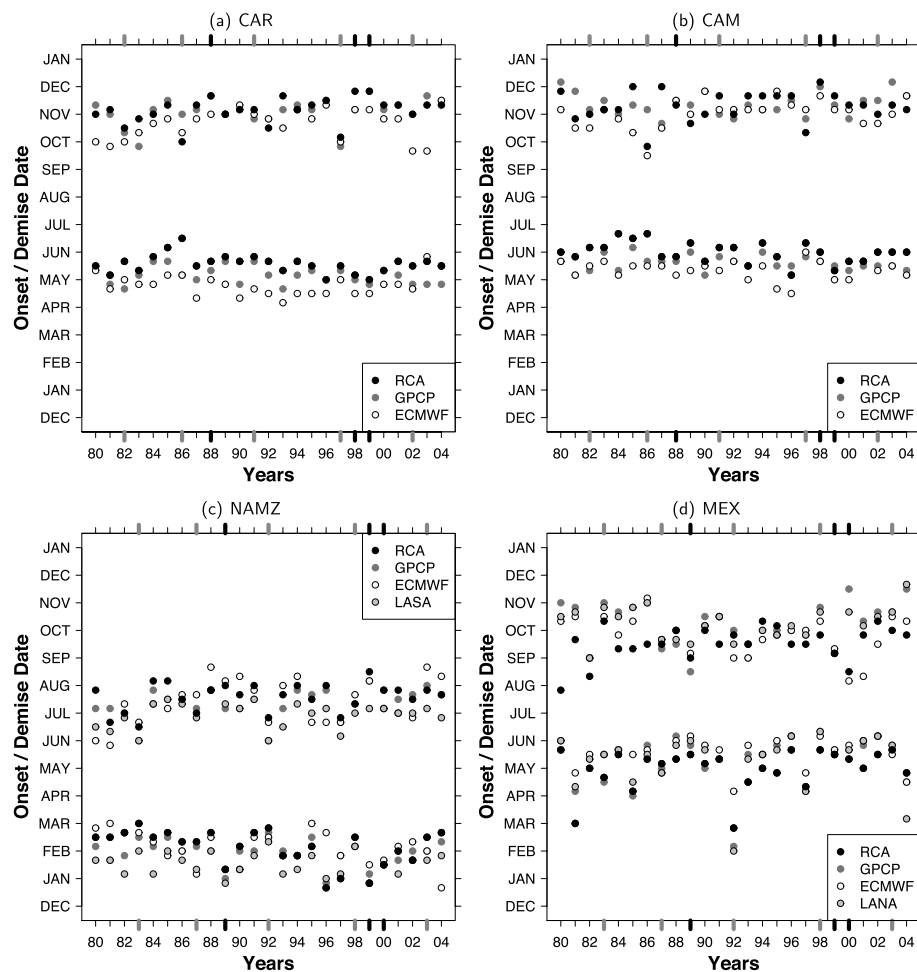 (a) CAR
Onset / Demise Date
JAN
DEC
NOV
OCT
SEP
AUG
JUL
JUN
MAY
APR
MAR
FEB
JAN
DEC
RCA
GPCP
ECMWF
80 82 84 86 88 90 92 94 96 98 00 02 04
Years
(b) CAM
Onset / Demise Date
JAN
DEC
NOV
OCT
SEP
AUG
JUL
JUN
MAY
APR
MAR
FEB
JAN
DEC
RCA
GPCP
ECMWF
80 82 84 86 88 90 92 94 96 98 00 02 04
Years
(c) NAMZ
Onset / Demise Date
JAN
DEC
NOV
OCT
SEP
AUG
JUL
JUN
MAY
APR
MAR
FEB
JAN
DEC
RCA
GPCP
ECMWF
LASA
80 82 84 86 88 90 92 94 96 98 00 02 04
Years
(d) MEX
Onset / Demise Date
JAN
DEC
NOV
OCT
SEP
AUG
JUL
JUN
MAY
APR
MAR
FEB
JAN
DEC
RCA
GPCP
ECMWF
LANA
80 82 84 86 88 90 92 94 96 98 00 02 04
Years